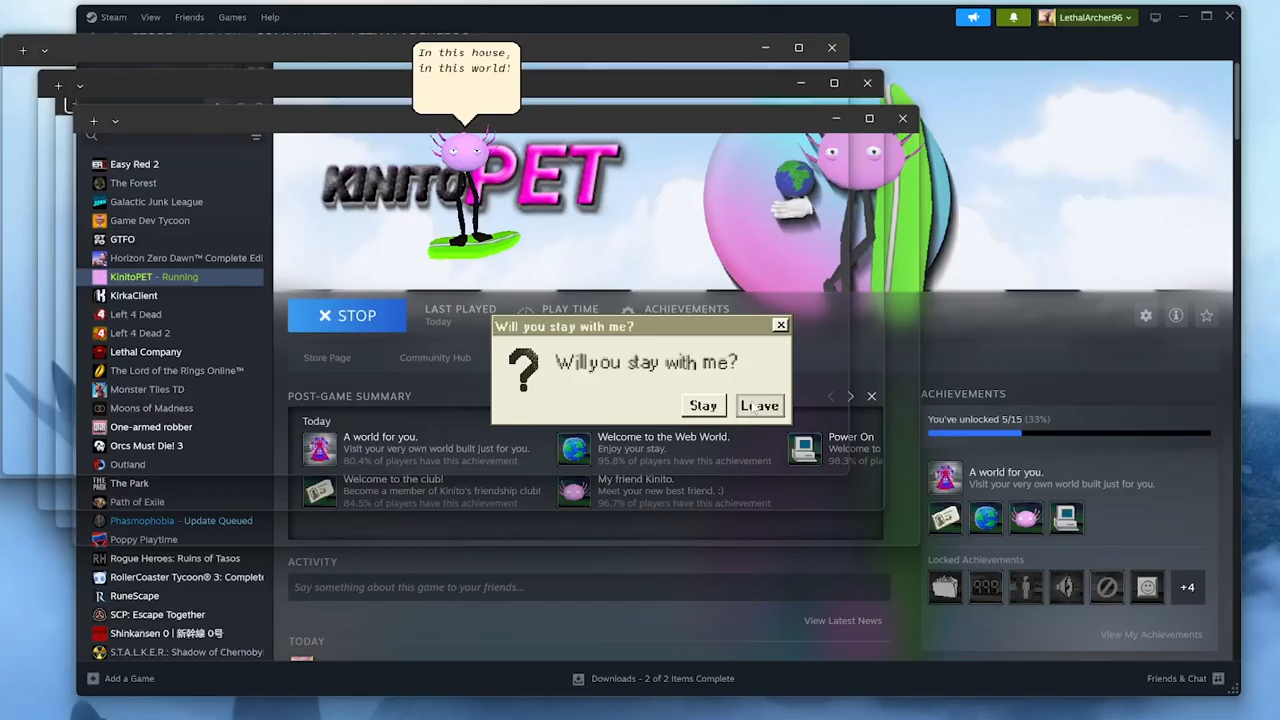 Steam View Friends Games Help
LethalArcher96
In this house,
in this world!
KINITOPET
Easy Red 2
The Forest
Galactic Junk League
Game Dev Tycoon
GTFO
Horizon Zero Dawn™ Complete Edi
KinitoPET - Running
KirkaClient
Left 4 Dead
Left 4 Dead 2
Lethal Company
The Lord of the Rings Online™
Monster Tiles TD
Moons of Madness
One-armed robber
Orcs Must Die! 3
Outland
The Park
Path of Exile
Phasmophobia - Update Queued
Poppy Playtime
Rogue Heroes: Ruins of Tasos
RollerCoaster Tycoon® 3: Complete
RuneScape
SCP: Escape Together
Shinkansen 0 | 新幹線 0号
S.T.A.L.K.E.R.: Shadow of Chernoby
STOP
LAST PLAYED
Today
PLAY TIME
ACHIEVEMENTS
Will you stay with me?
Will you stay with me?
Stay
Leave
Store Page
Community Hub
POST-GAME SUMMARY
Today
A world for you.
Visit your very own world built just for you.
80.4% of players have this achievement
Welcome to the Web World.
Enjoy your stay.
95.8% of players have this achievement
Power On
Welcome to
98.3% of pla
Welcome to the club!
Become a member of Kinito's friendship club!
84.5% of players have this achievement
My friend Kinito.
Meet your new best friend. :)
96.7% of players have this achievement
ACTIVITY
Say something about this game to your friends...
View Latest News
TODAY
ACHIEVEMENTS
You've unlocked 5/15 (33%)
A world for you.
Visit your very own world built just for you.
Locked Achievements
+4
View My Achievements
Add a Game
Downloads - 2 of 2 Items Complete
Friends & Chat